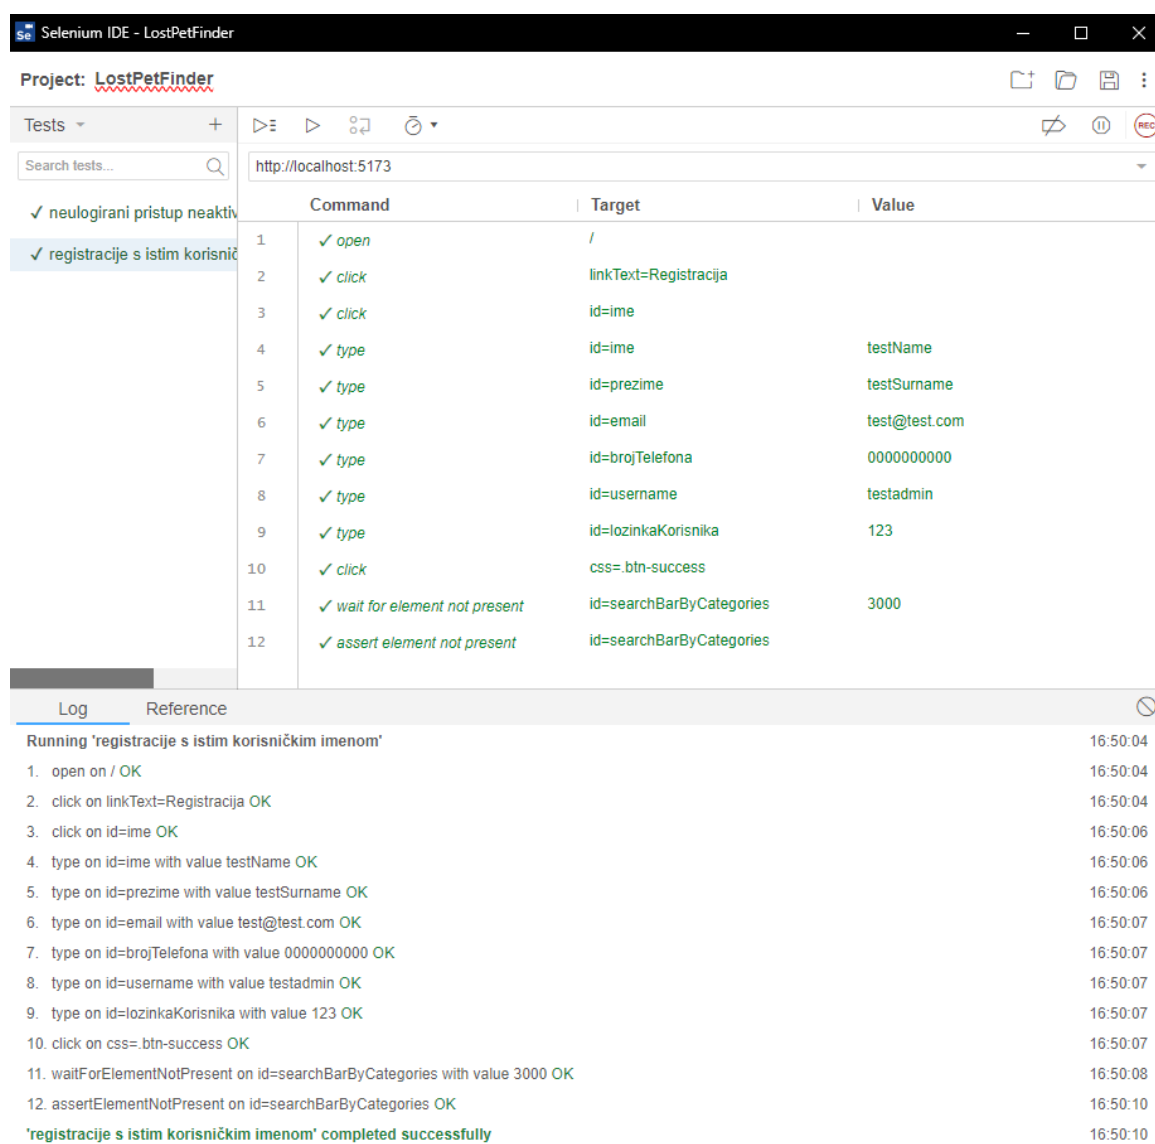 Selenium IDE - LostPetFinder
Project: LostPetFinder
Tests
Search tests...
http://localhost:5173
REC
✓ neulogirani pristup neaktiv
✓ registracije s istim korisnič
Command Target Value
1 ✓ open /
2 ✓ click linkText=Registracija
3 ✓ click id=ime
4 ✓ type id=ime testName
5 ✓ type id=prezime testSurname
6 ✓ type id=email test@test.com
7 ✓ type id=brojTelefona 0000000000
8 ✓ type id=username testadmin
9 ✓ type id=lozinkaKorisnika 123
10 ✓ click css=.btn-success
11 ✓ wait for element not present id=searchBarByCategories 3000
12 ✓ assert element not present id=searchBarByCategories
Log Reference
Running 'registracije s istim korisničkim imenom' 16:50:04
1. open on / OK 16:50:04
2. click on linkText=Registracija OK 16:50:04
3. click on id=ime OK 16:50:06
4. type on id=ime with value testName OK 16:50:06
5. type on id=prezime with value testSurname OK 16:50:06
6. type on id=email with value test@test.com OK 16:50:07
7. type on id=brojTelefona with value 0000000000 OK 16:50:07
8. type on id=username with value testadmin OK 16:50:07
9. type on id=lozinkaKorisnika with value 123 OK 16:50:07
10. click on css=.btn-success OK 16:50:07
11. waitForElementNotPresent on id=searchBarByCategories with value 3000 OK 16:50:08
12. assertElementNotPresent on id=searchBarByCategories OK 16:50:10
'registracije s istim korisničkim imenom' completed successfully 16:50:10